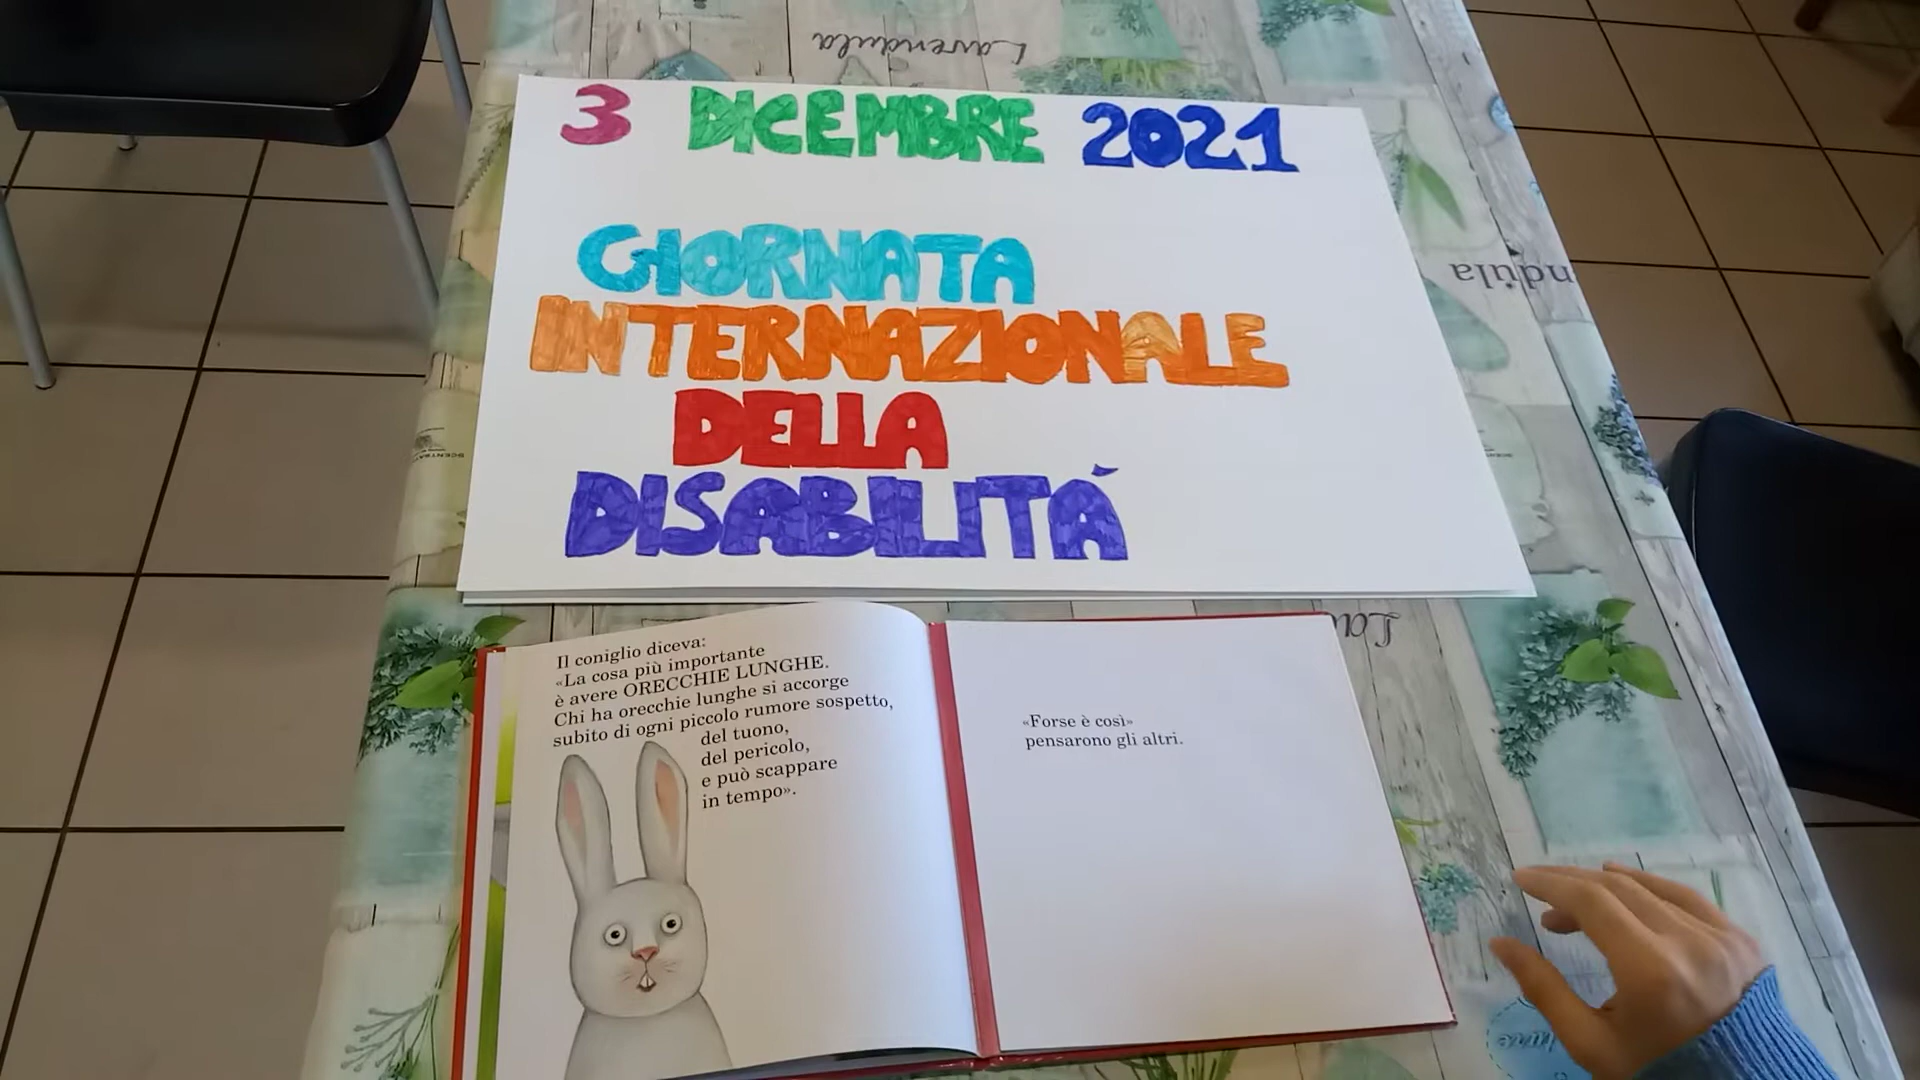 Lavendula
3 DICEMBRE 2021
GIORNATA
INTERNAZIONALE
DELLA
DISABILITÁ
Il coniglio diceva:
«La cosa più importante
è avere ORECCHIE LUNGHE.
Chi ha orecchie lunghe si accorge
subito di ogni piccolo rumore sospetto,
del tuono,
del pericolo,
e può scappare
in tempo».
«Forse è così»
pensarono gli altri.